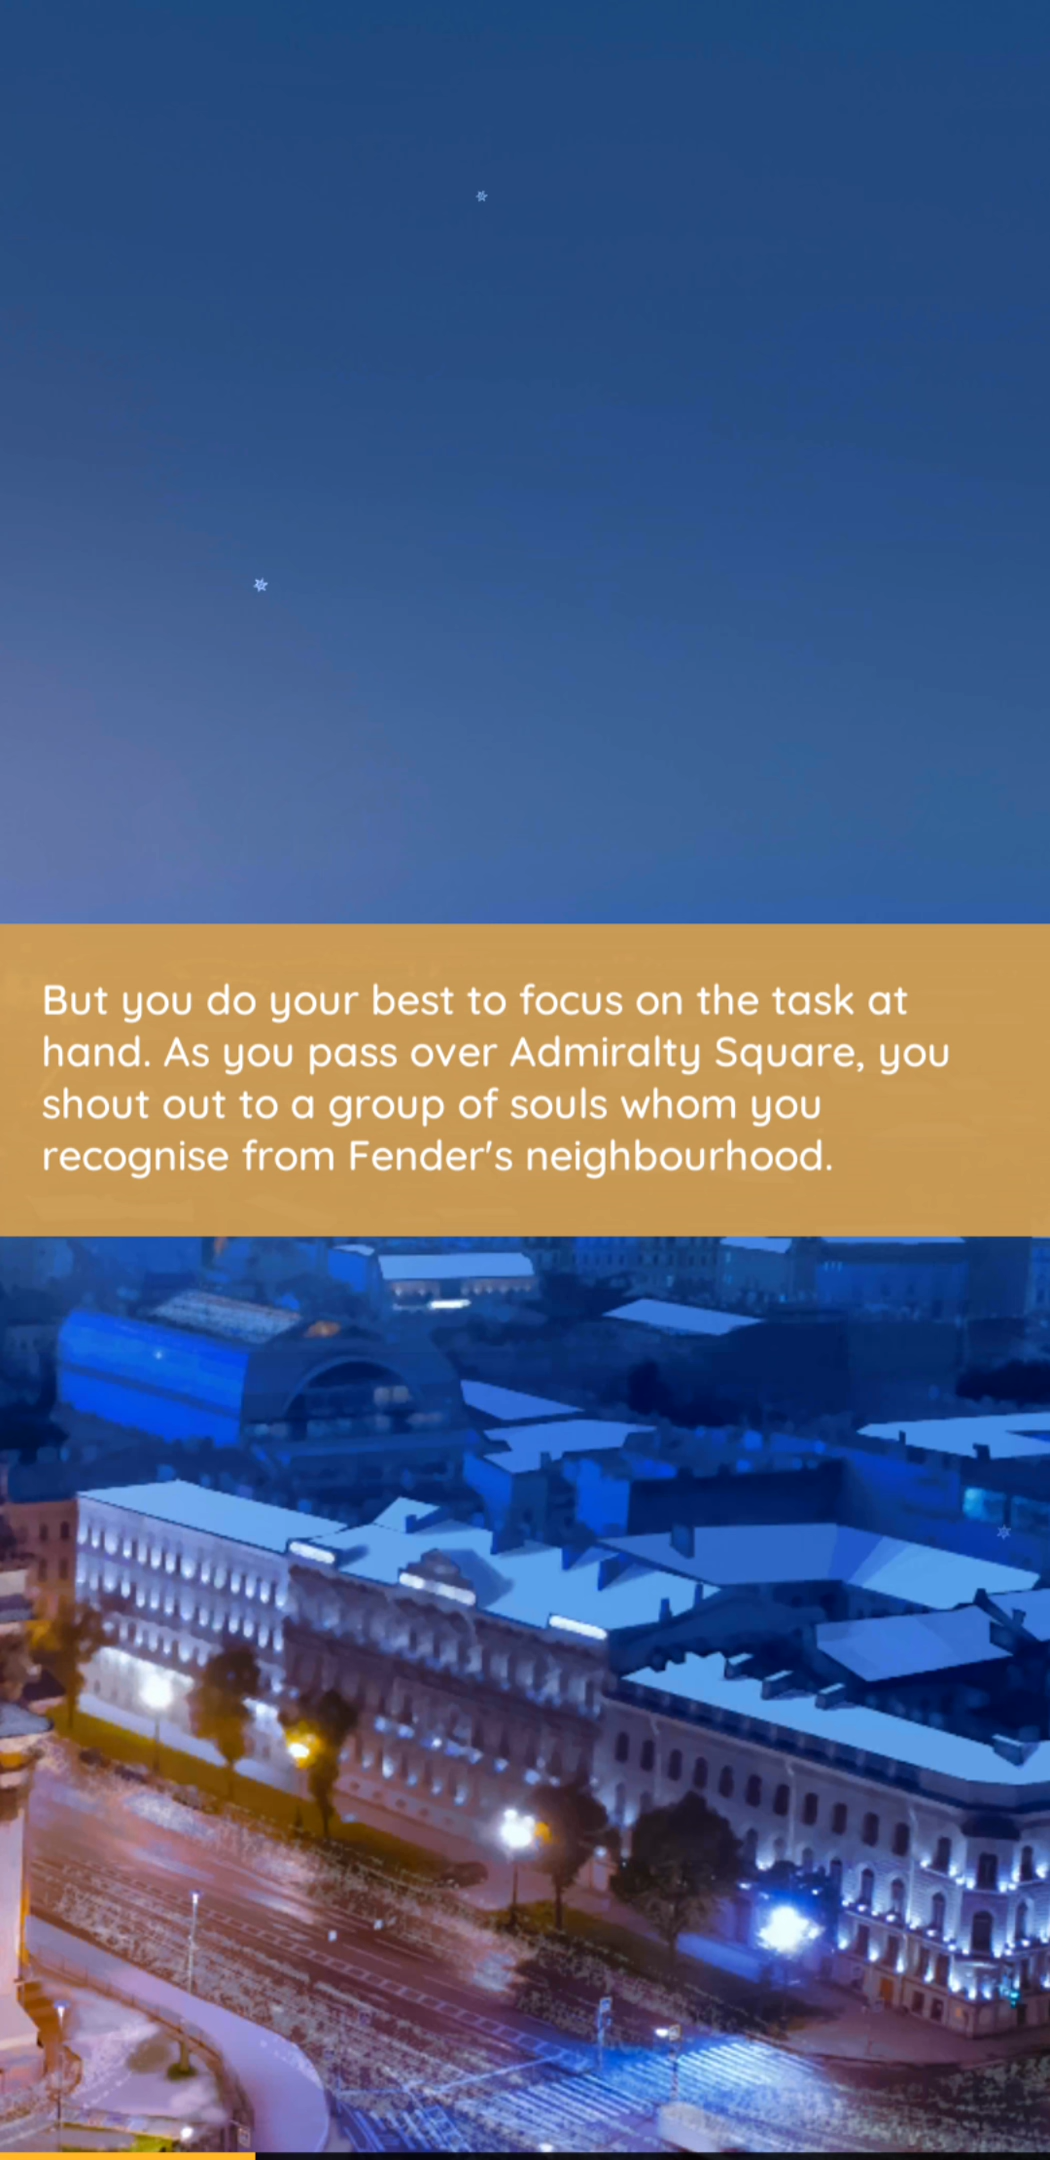 But you do your best to focus on the task at
hand. As you pass over Admiralty Square, you
shout out to a group of souls whom you
recognise from Fender's neighbourhood.